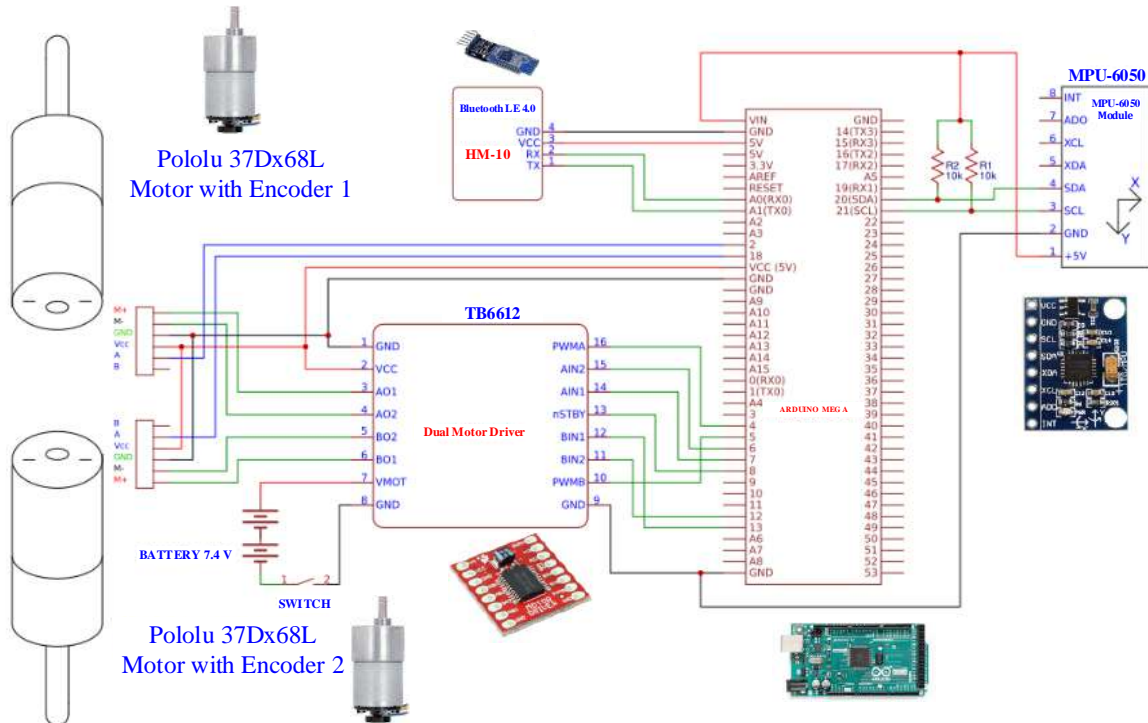 Pololu 37Dx68L
Motor with Encoder 1
Bluetooth LE 4.0
HM-10
GND 4
VCC 3
RX 2
TX 1
MPU-6050
MPU-6050
Module
8 INT
7 ADO
6 XCL
5 XDA
4 SDA
3 SCL
2 GND
1 +5V
X
Y
R2
10k
R1
10k
VIN
GND
5V
5V
3.3V
AREF
RESET
A0(RX0)
A1(TX0)
A2
A3
2
18
VCC (5V)
GND
GND
A9
A10
A11
A12
A13
A14
A15
0(RX0)
1(TX0)
A4
3
4
5
6
7
8
9
10
11
12
13
A6
A7
A8
GND
ARDUINO MEGA
GND
14(TX3)
15(RX3)
16(TX2)
17(RX2)
A5
19(RX1)
20(SDA)
21(SCL)
22
23
24
25
26
27
28
29
30
31
32
33
34
35
36
37
38
39
40
41
42
43
44
45
46
47
48
49
50
51
52
53
M+
M-
GND
Vcc
A
B
B
A
Vcc
GND
M-
M+
TB6612
1 GND
2 VCC
3 AO1
4 AO2
5 BO2
6 BO1
7 VMOT
8 GND
Dual Motor Driver
PWMA 16
AIN2 15
AIN1 14
nSTBY 13
BIN1 12
BIN2 11
PWMB 10
GND 9
BATTERY 7.4 V
1 2
SWITCH
Pololu 37Dx68L
Motor with Encoder 2
VCC
GND
SCL
SDA
XDA
XCL
ADO
INT
MOTOR
DRIVER